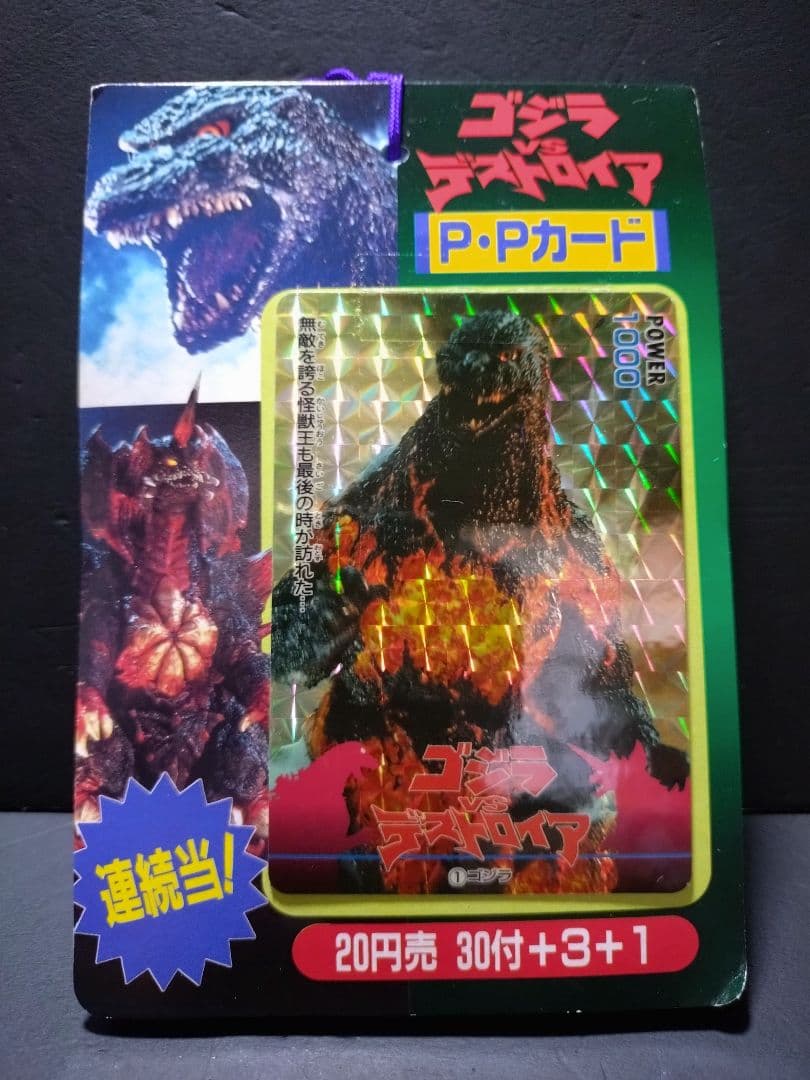 ゴジラ
VS
デストロイア
P・Pカード
POWER
1000
無敵を誇る怪獣王も最後の時が訪れた…
ゴジラ
VS
デストロイア
①ゴジラ
連続当!
20円売 30付+3+1